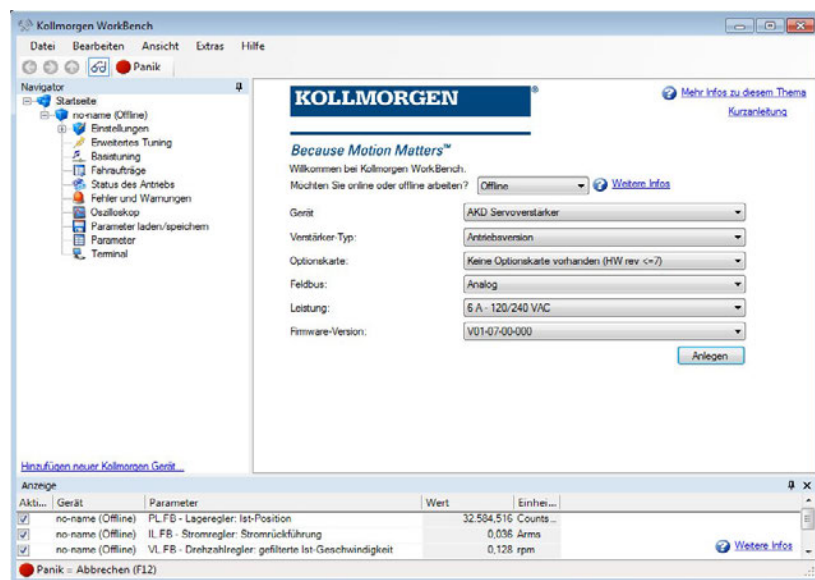 Kollmorgen WorkBench
Datei Bearbeiten Ansicht Extras Hilfe
Panik
Navigator
Startseite
no-name (Offline)
Einstellungen
Erweitertes Tuning
Basistuning
Fahraufträge
Status des Antriebs
Fehler und Warnungen
Oszilloskop
Parameter laden/speichern
Parameter
Terminal
Hinzufügen neuer Kollmorgen Gerät...
KOLLMORGEN®
Mehr Infos zu diesem Thema
Kurzanleitung
Because Motion Matters™
Willkommen bei Kollmorgen WorkBench.
Möchten Sie online oder offline arbeiten? Offline Weitere Infos
Gerät AKD Servoverstärker
Verstärker-Typ: Antriebsversion
Optionskarte: Keine Optionskarte vorhanden (HW rev <=7)
Feldbus: Analog
Leistung: 6 A - 120/240 VAC
Firmware-Version: V01-07-00-000
Anlegen
Anzeige
Akti... Gerät Parameter Wert Einhei...
no-name (Offline) PL.FB - Lageregler: Ist-Position 32.584,516 Counts...
no-name (Offline) IL.FB - Stromregler: Stromrückführung 0,036 Arms
no-name (Offline) VL.FB - Drehzahlregler: gefilterte Ist-Geschwindigkeit 0,128 rpm
Weitere Infos
Panik = Abbrechen (F12)